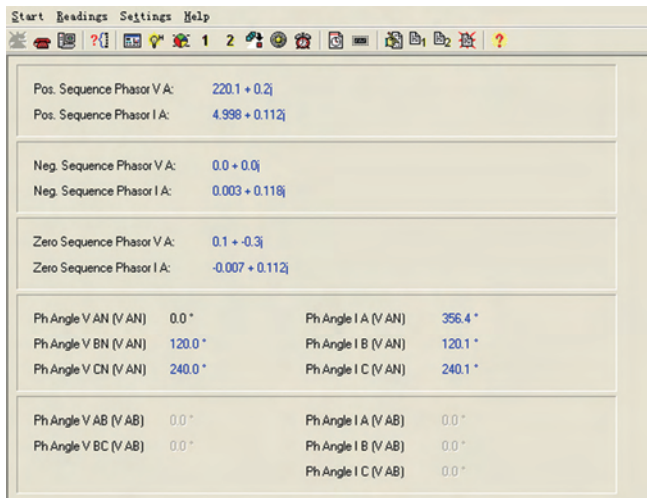 Start Readings Settings Help
?{} 1 2 1 2 ?
Pos. Sequence Phasor V A: 220.1 + 0.2j
Pos. Sequence Phasor I A: 4.998 + 0.112j
Neg. Sequence Phasor V A: 0.0 + 0.0j
Neg. Sequence Phasor I A: 0.003 + 0.118j
Zero Sequence Phasor V A: 0.1 + -0.3j
Zero Sequence Phasor I A: -0.007 + 0.112j
Ph Angle V AN (V AN) 0.0 ° Ph Angle I A (V AN) 356.4 °
Ph Angle V BN (V AN) 120.0 ° Ph Angle I B (V AN) 120.1 °
Ph Angle V CN (V AN) 240.0 ° Ph Angle I C (V AN) 240.1 °
Ph Angle V AB (V AB) 0.0 ° Ph Angle I A (V AB) 0.0 °
Ph Angle V BC (V AB) 0.0 ° Ph Angle I B (V AB) 0.0 °
Ph Angle I C (V AB) 0.0 °